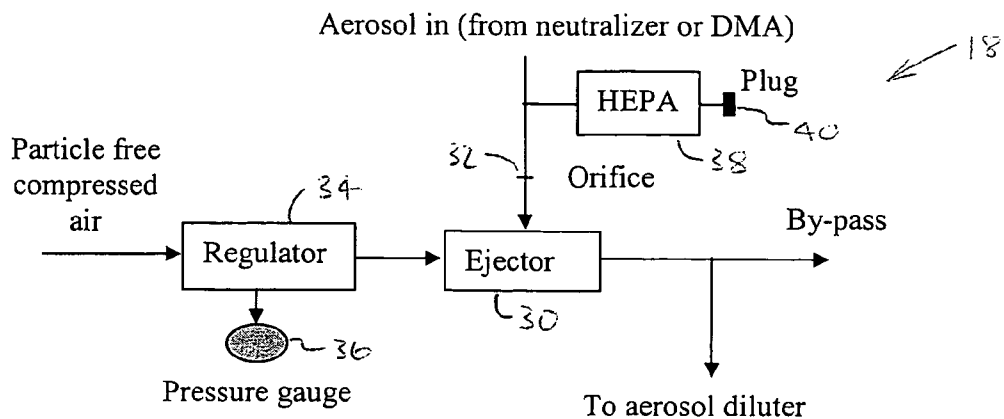 Aerosol in (from neutralizer or DMA)
18
HEPA
Plug
40
38
Particle free
compressed
air
32
Orifice
34
Regulator
Ejector
By-pass
30
36
Pressure gauge
To aerosol diluter